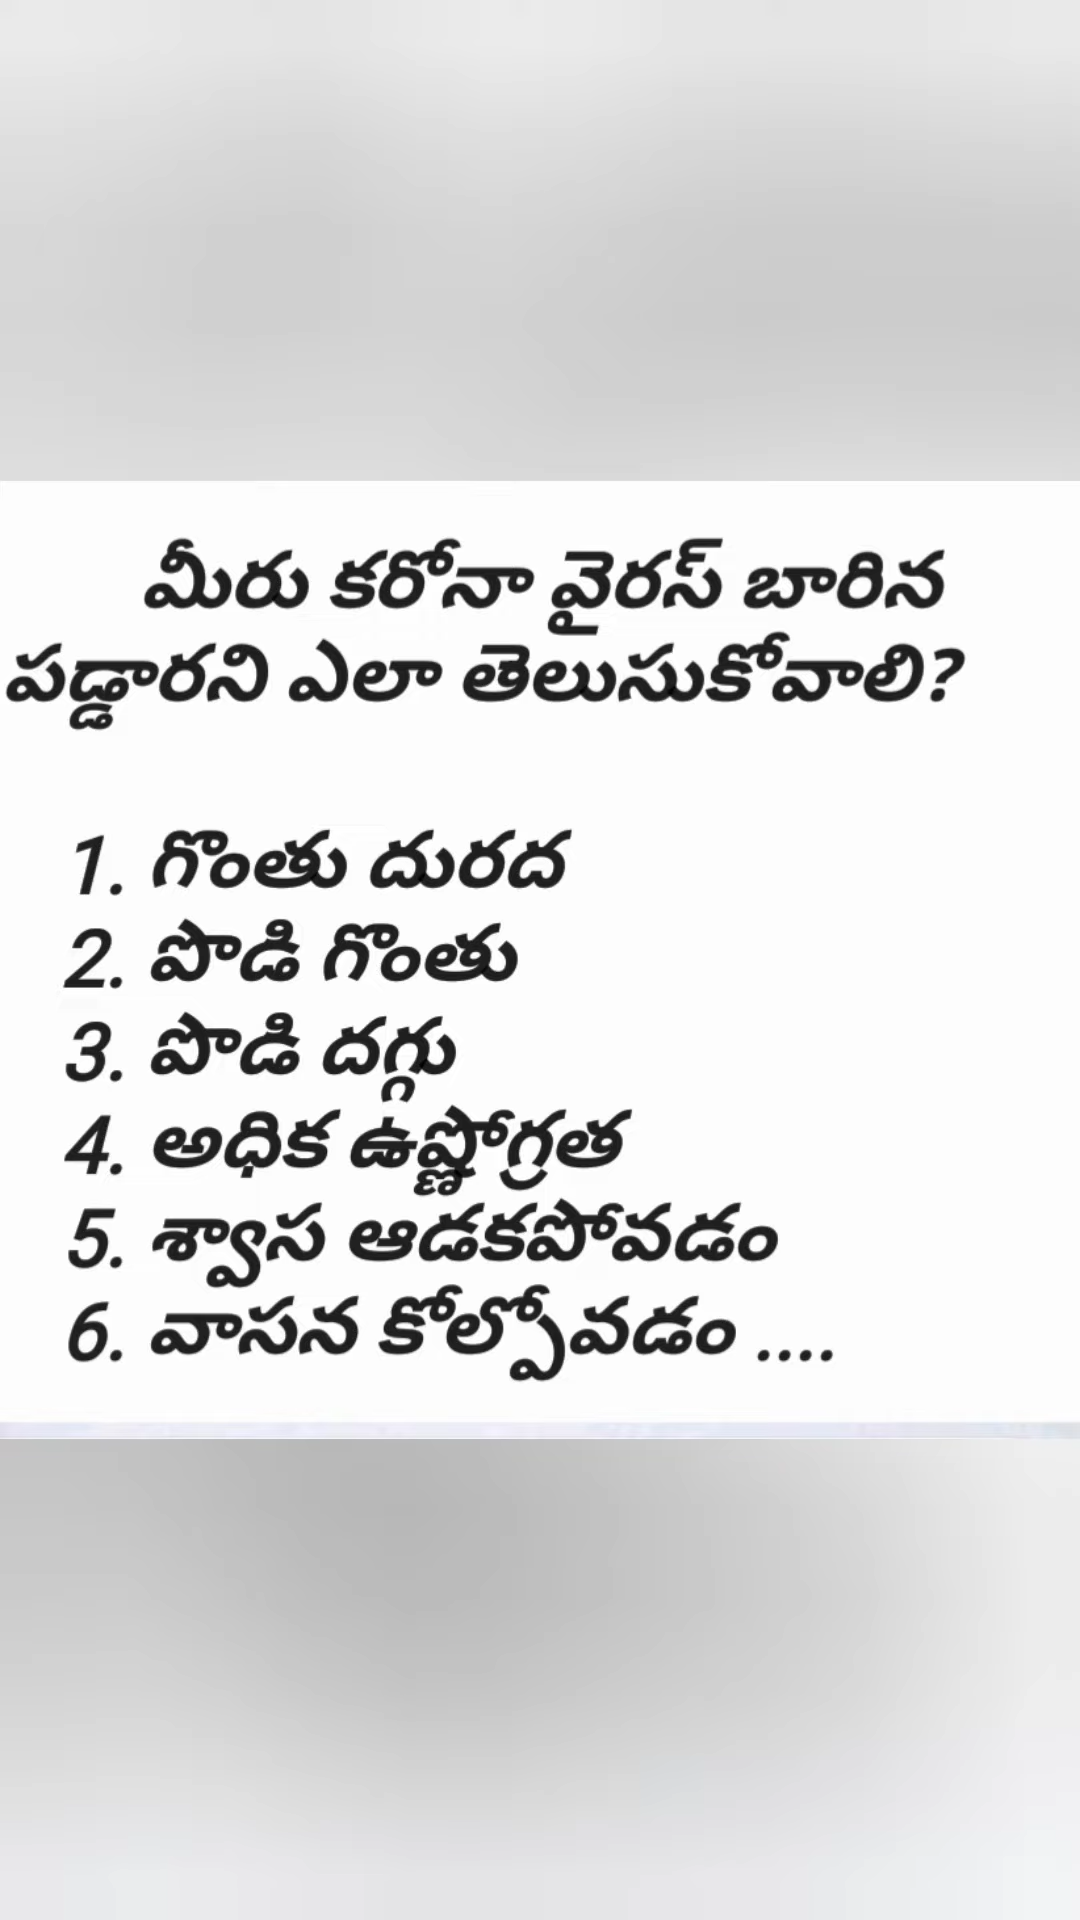 మీరు కరోనా వైరస్ బారిన
పడ్డారని ఎలా తెలుసుకోవాలి?
1. గొంతు దురద
2. పొడి గొంతు
3. పొడి దగ్గు
4. అధిక ఉష్ణోగ్రత
5. శ్వాస ఆడకపోవడం
6. వాసన కోల్పోవడం ....